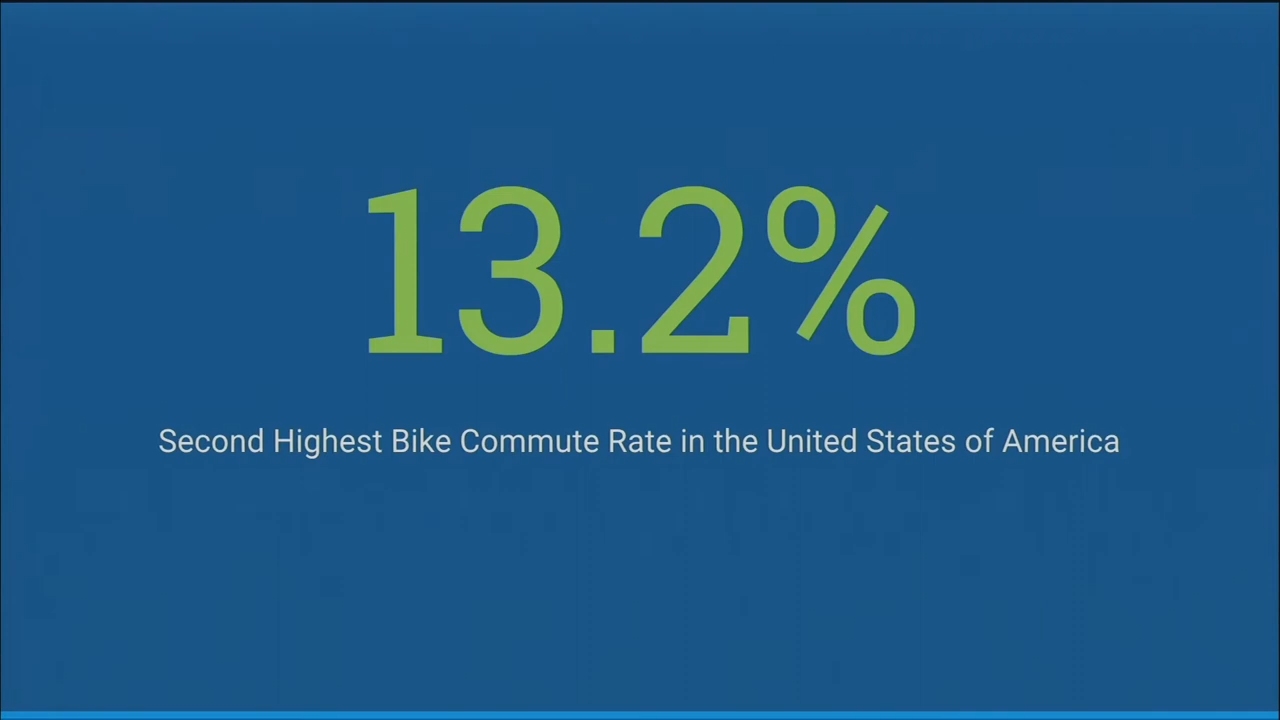 13.2%
Second Highest Bike Commute Rate in the United States of America